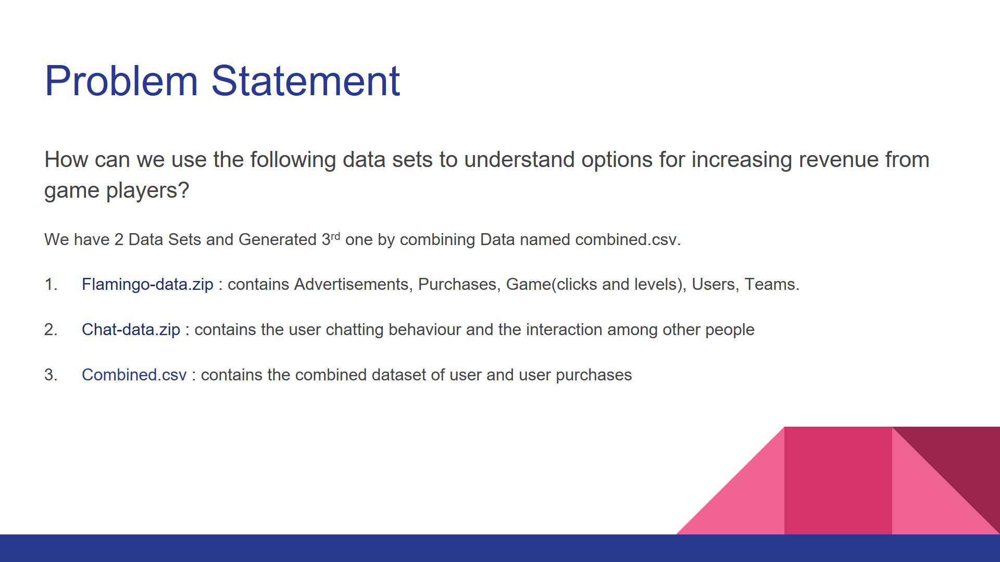 Problem Statement
How can we use the following data sets to understand options for increasing revenue from
game players?
We have 2 Data Sets and Generated 3rd one by combining Data named combined.csv.
1. Flamingo-data.zip : contains Advertisements, Purchases, Game(clicks and levels), Users, Teams.
2. Chat-data.zip : contains the user chatting behaviour and the interaction among other people
3. Combined.csv : contains the combined dataset of user and user purchases